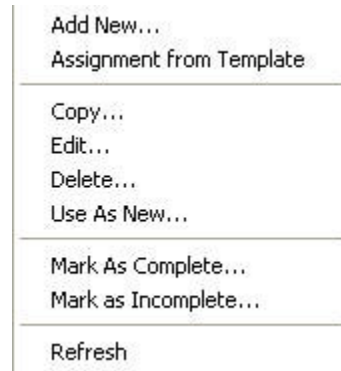 Add New...
Assignment from Template
Copy...
Edit...
Delete...
Use As New...
Mark As Complete...
Mark as Incomplete...
Refresh